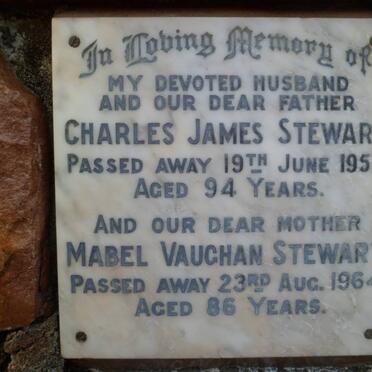 In Loving Memory of
MY DEVOTED HUSBAND
AND OUR DEAR FATHER
CHARLES JAMES STEWAR
PASSED AWAY 19TH JUNE 195
AGED 94 YEARS.
AND OUR DEAR MOTHER
MABEL VAUGHAN STEWAR
PASSED AWAY 23RD AUG. 1964
AGED 86 YEARS.